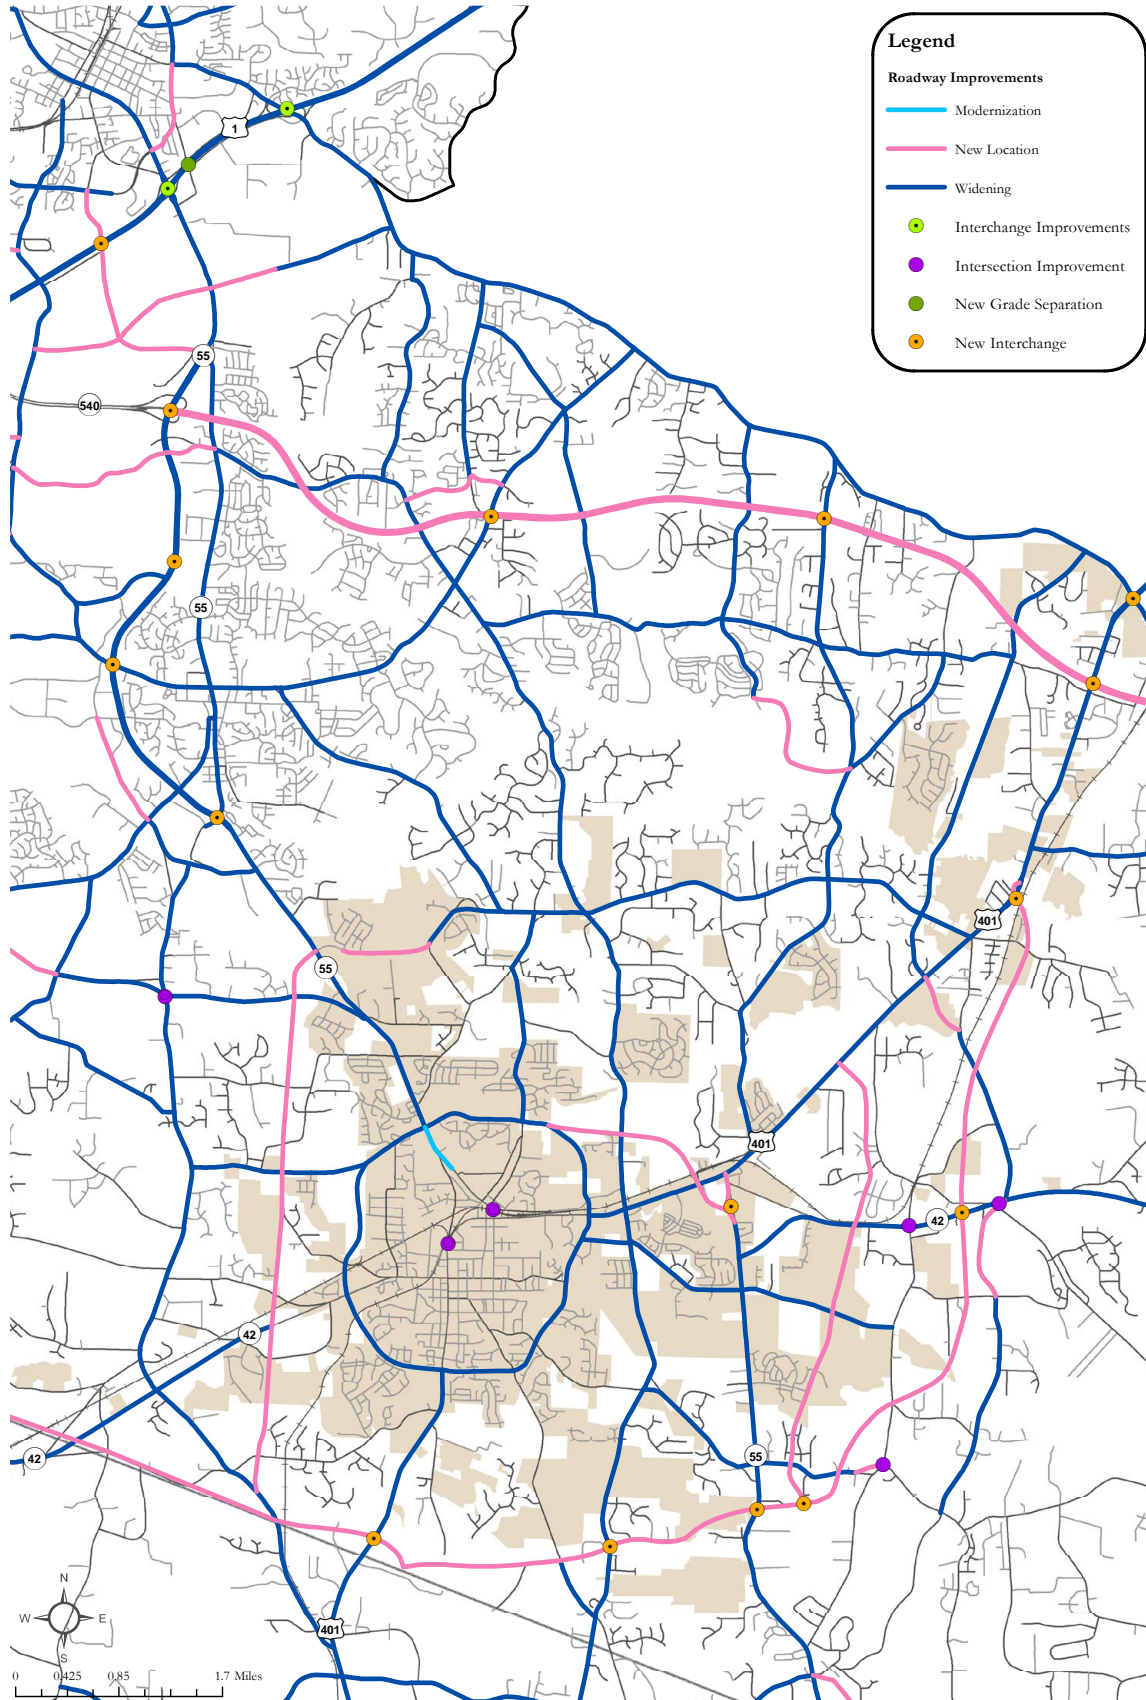 Legend
Roadway Improvements
Modernization
New Location
Widening
Interchange Improvements
Intersection Improvement
New Grade Separation
New Interchange
1
55
540
55
401
55
401
42
42
55
42
401
N
W E
S
0 0.425 0.85 1.7 Miles